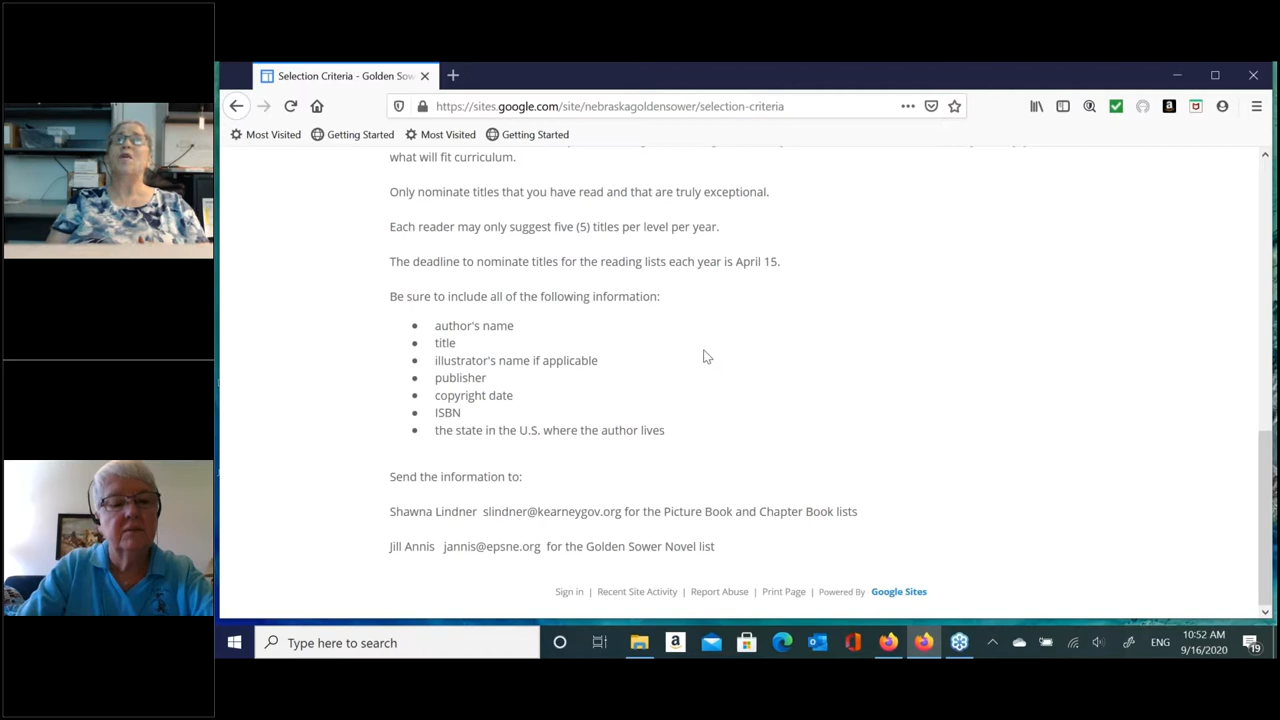 Selection Criteria - Golden Sow
https://sites.google.com/site/nebraskagoldensower/selection-criteria
Most Visited Getting Started Most Visited Getting Started
what will fit curriculum.
Only nominate titles that you have read and that are truly exceptional.
Each reader may only suggest five (5) titles per level per year.
The deadline to nominate titles for the reading lists each year is April 15.
Be sure to include all of the following information:
• author's name
• title
• illustrator's name if applicable
• publisher
• copyright date
• ISBN
• the state in the U.S. where the author lives
Send the information to:
Shawna Lindner slindner@kearneygov.org for the Picture Book and Chapter Book lists
Jill Annis jannis@epsne.org for the Golden Sower Novel list
Sign in | Recent Site Activity | Report Abuse | Print Page | Powered By Google Sites
Type here to search
ENG
10:52 AM
9/16/2020
19